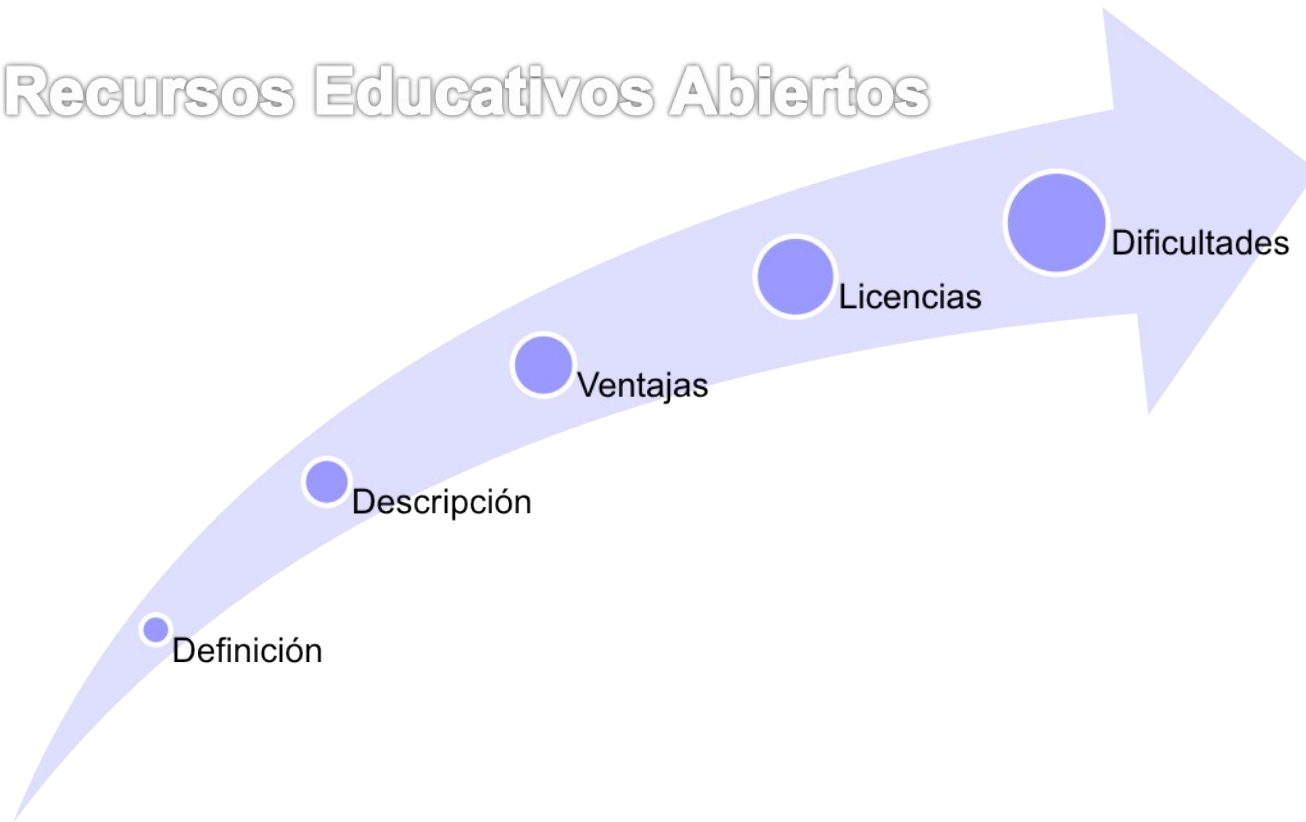 Recursos Educativos Abiertos
Dificultades
Licencias
Ventajas
Descripción
Definición